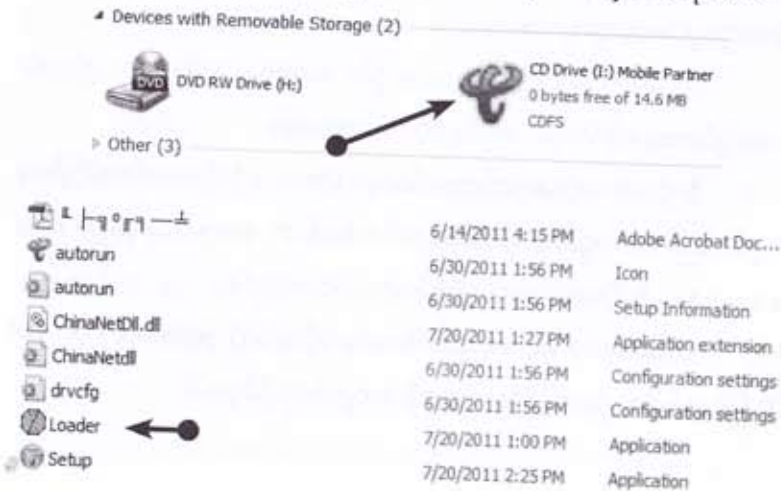 Devices with Removable Storage (2)
DVD RW Drive (H:)
CD Drive (I:) Mobile Partner
0 bytes free of 14.6 MB
CDFS
Other (3)
6/14/2011 4:15 PM Adobe Acrobat Doc...
autorun 6/30/2011 1:56 PM Icon
autorun 6/30/2011 1:56 PM Setup Information
ChinaNetDll.dll 7/20/2011 1:27 PM Application extension
ChinaNetdll 6/30/2011 1:56 PM Configuration settings
drvcfg 6/30/2011 1:56 PM Configuration settings
Loader 7/20/2011 1:00 PM Application
Setup 7/20/2011 2:25 PM Application